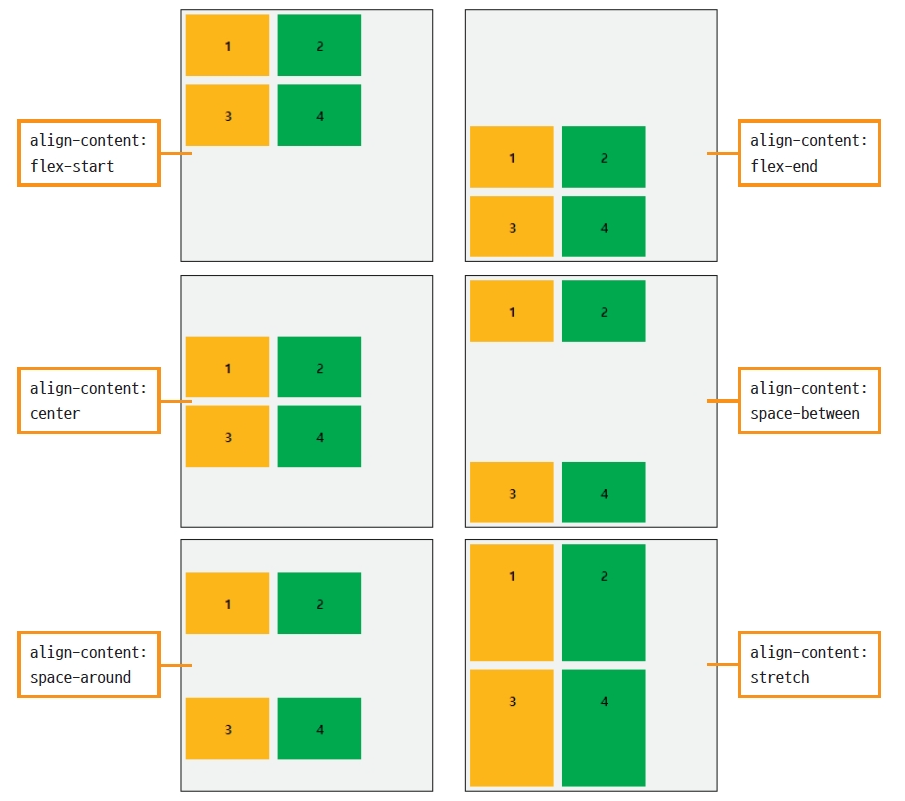 1 2
3 4
align-content:
flex-start
1 2
3 4
align-content:
flex-end
1 2
3 4
align-content:
center
1 2
3 4
align-content:
space-between
1 2
3 4
align-content:
space-around
1 2
3 4
align-content:
stretch